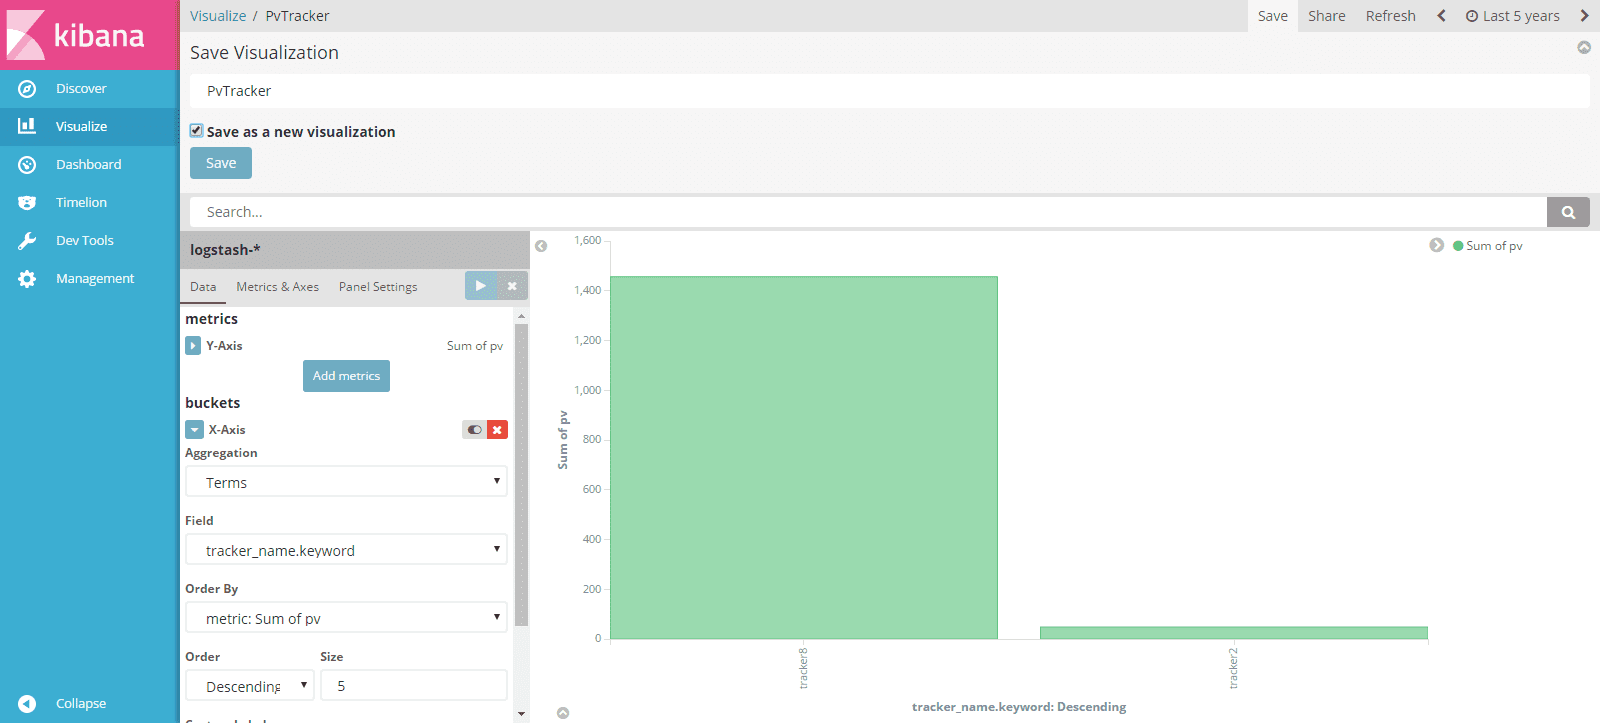 kibana
Discover
Visualize
Dashboard
Timelion
Dev Tools
Management
Collapse
Visualize / PvTracker
Save Share Refresh Last 5 years
Save Visualization
PvTracker
Save as a new visualization
Save
Search...
logstash-*
Data Metrics & Axes Panel Settings
metrics
Y-Axis Sum of pv
Add metrics
buckets
X-Axis
Aggregation
Terms
Field
tracker_name.keyword
Order By
metric: Sum of pv
Order Size
Descending 5
Sum of pv
1,600
1,400
1,200
1,000
800
600
400
200
0
Sum of pv
tracker8
tracker2
tracker_name.keyword: Descending